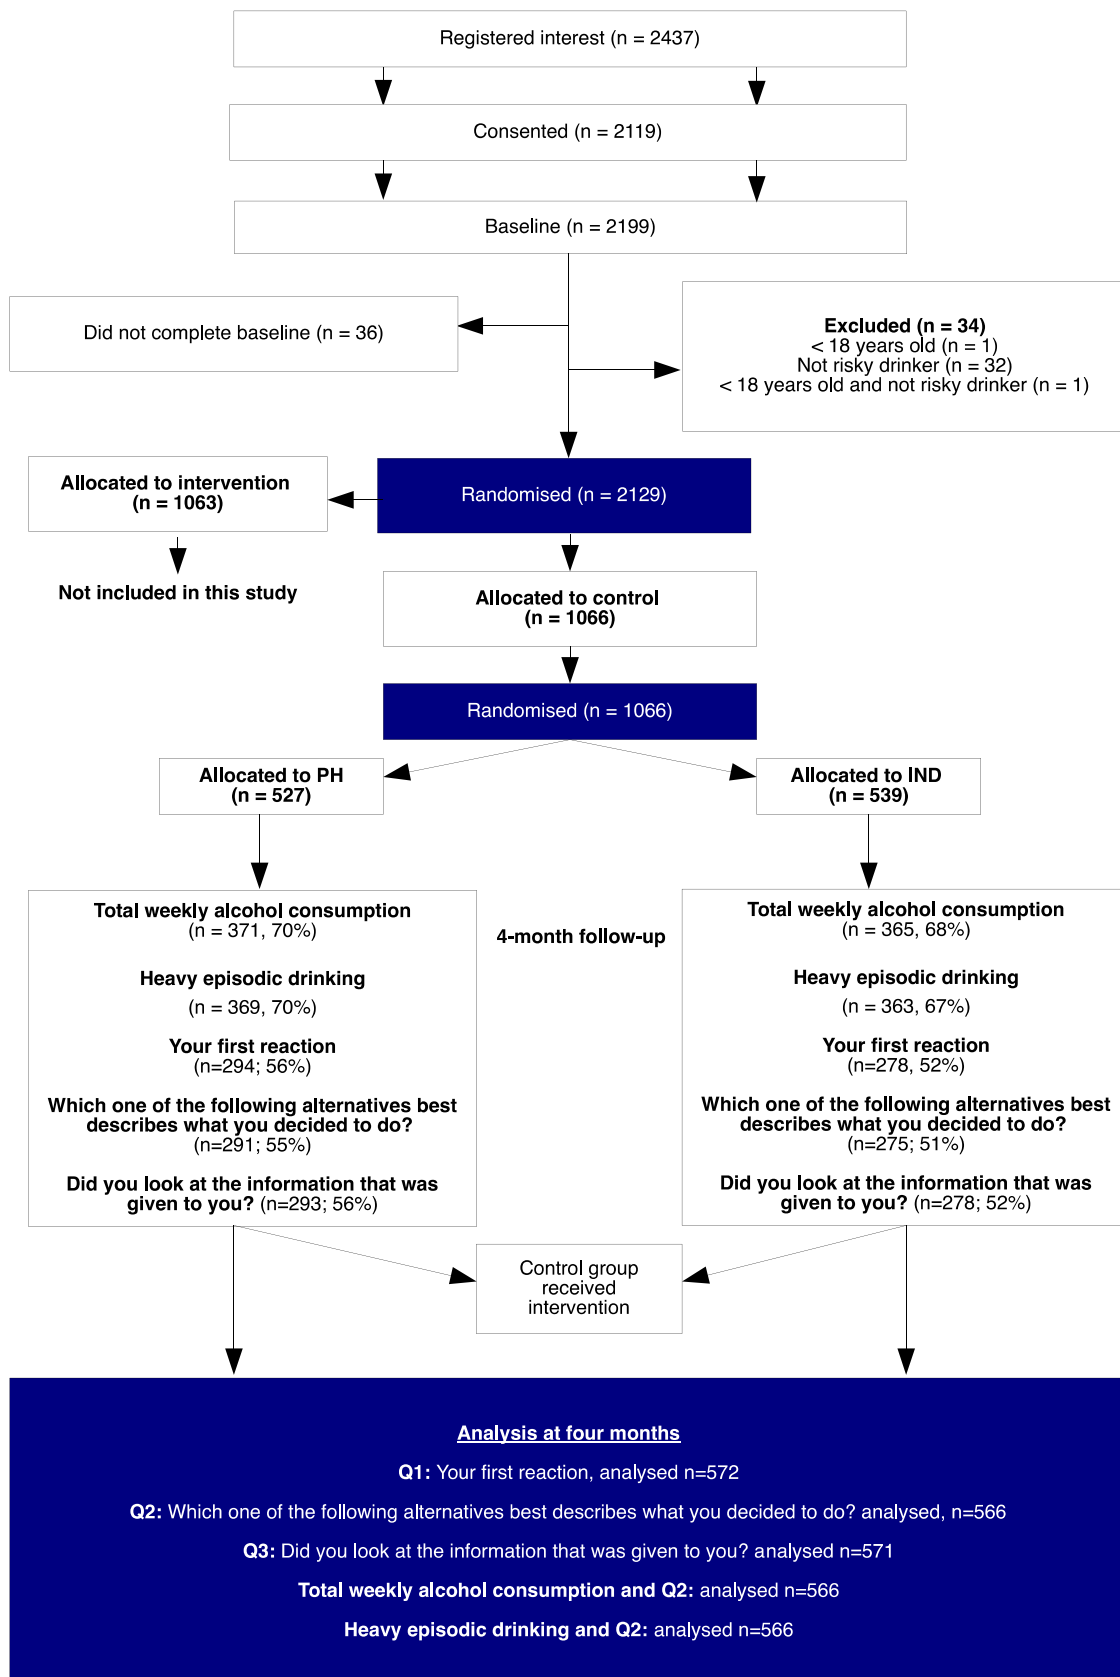 Registered interest (n = 2437)
Consented (n = 2119)
Baseline (n = 2199)
Did not complete baseline (n = 36)
Excluded (n = 34)
< 18 years old (n = 1)
Not risky drinker (n = 32)
< 18 years old and not risky drinker (n = 1)
Allocated to intervention
(n = 1063)
Randomised (n = 2129)
Not included in this study
Allocated to control
(n = 1066)
Randomised (n = 1066)
Allocated to PH
(n = 527)
Allocated to IND
(n = 539)
Total weekly alcohol consumption
(n = 371, 70%)
Heavy episodic drinking
(n = 369, 70%)
Your first reaction
(n=294; 56%)
Which one of the following alternatives best
describes what you decided to do?
(n=291; 55%)
Did you look at the information that was
given to you? (n=293; 56%)
4-month follow-up
Total weekly alcohol consumption
(n = 365, 68%)
Heavy episodic drinking
(n = 363, 67%)
Your first reaction
(n=278, 52%)
Which one of the following alternatives best
describes what you decided to do?
(n=275; 51%)
Did you look at the information that was
given to you? (n=278; 52%)
Control group
received
intervention
Analysis at four months
Q1: Your first reaction, analysed n=572
Q2: Which one of the following alternatives best describes what you decided to do? analysed, n=566
Q3: Did you look at the information that was given to you? analysed n=571
Total weekly alcohol consumption and Q2: analysed n=566
Heavy episodic drinking and Q2: analysed n=566